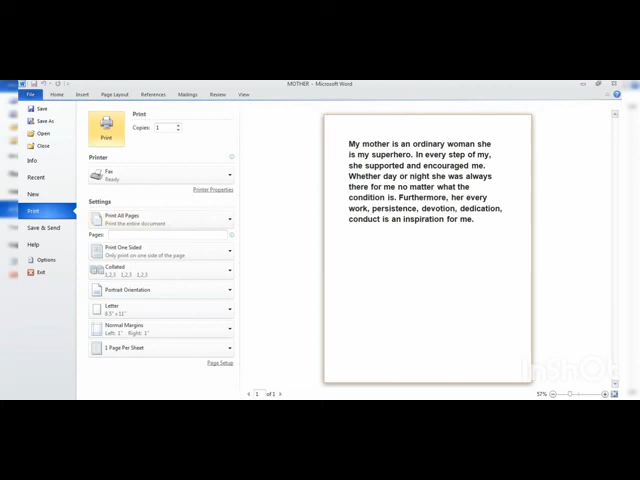 MOTHER - Microsoft Word
File Home Insert Page Layout References Mailings Review View
Save
Save As
Open
Close
Info
Recent
New
Print
Save & Send
Help
Options
Exit
Print
Print
Copies: 1
Printer
Fax
Ready
Printer Properties
Settings
Print All Pages
Print the entire document
Pages:
Print One Sided
Only print on one side of the page
Collated
1,2,3 1,2,3 1,2,3
Portrait Orientation
Letter
8.5" x 11"
Normal Margins
Left: 1" Right: 1"
1 Page Per Sheet
Page Setup
My mother is an ordinary woman she
is my superhero. In every step of my,
she supported and encouraged me.
Whether day or night she was always
there for me no matter what the
condition is. Furthermore, her every
work, persistence, devotion, dedication,
conduct is an inspiration for me.
InShOt
1 of 1
57%